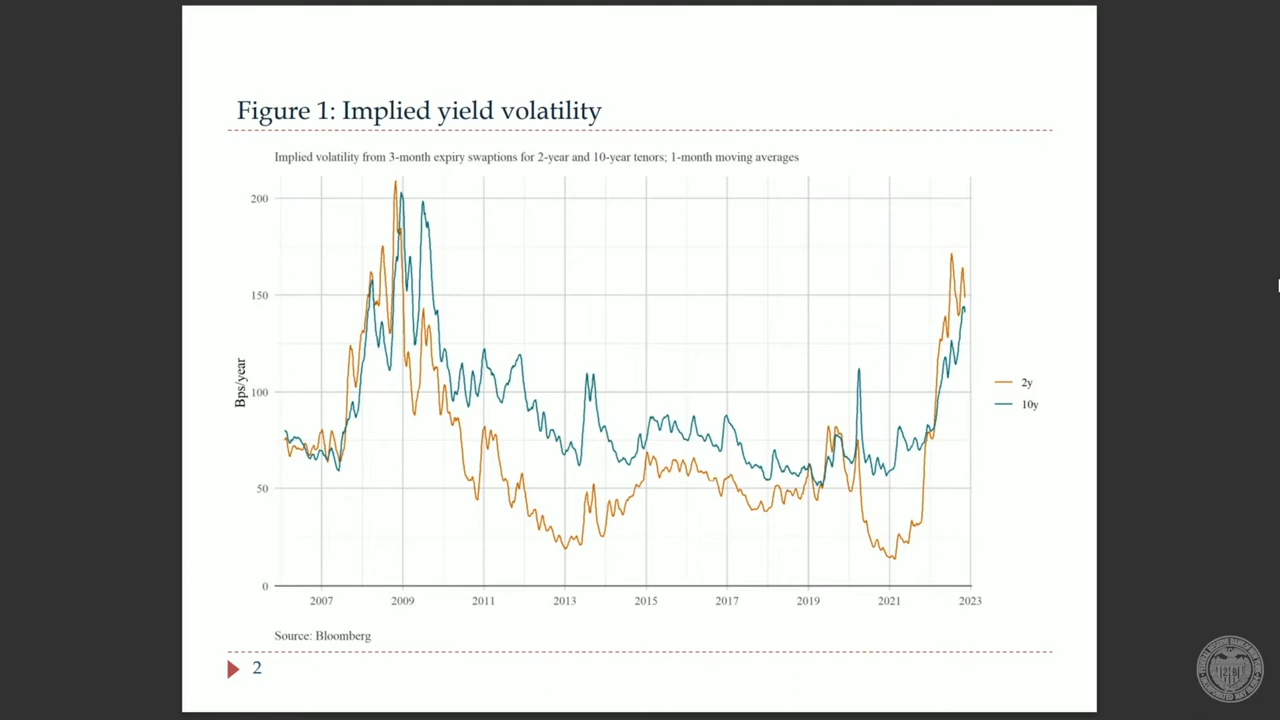 Figure 1: Implied yield volatility
Implied volatility from 3-month expiry swaptions for 2-year and 10-year tenors; 1-month moving averages
200
150
100
50
0
Bps/year
2y
10y
2007 2009 2011 2013 2015 2017 2019 2021 2023
Source: Bloomberg
2